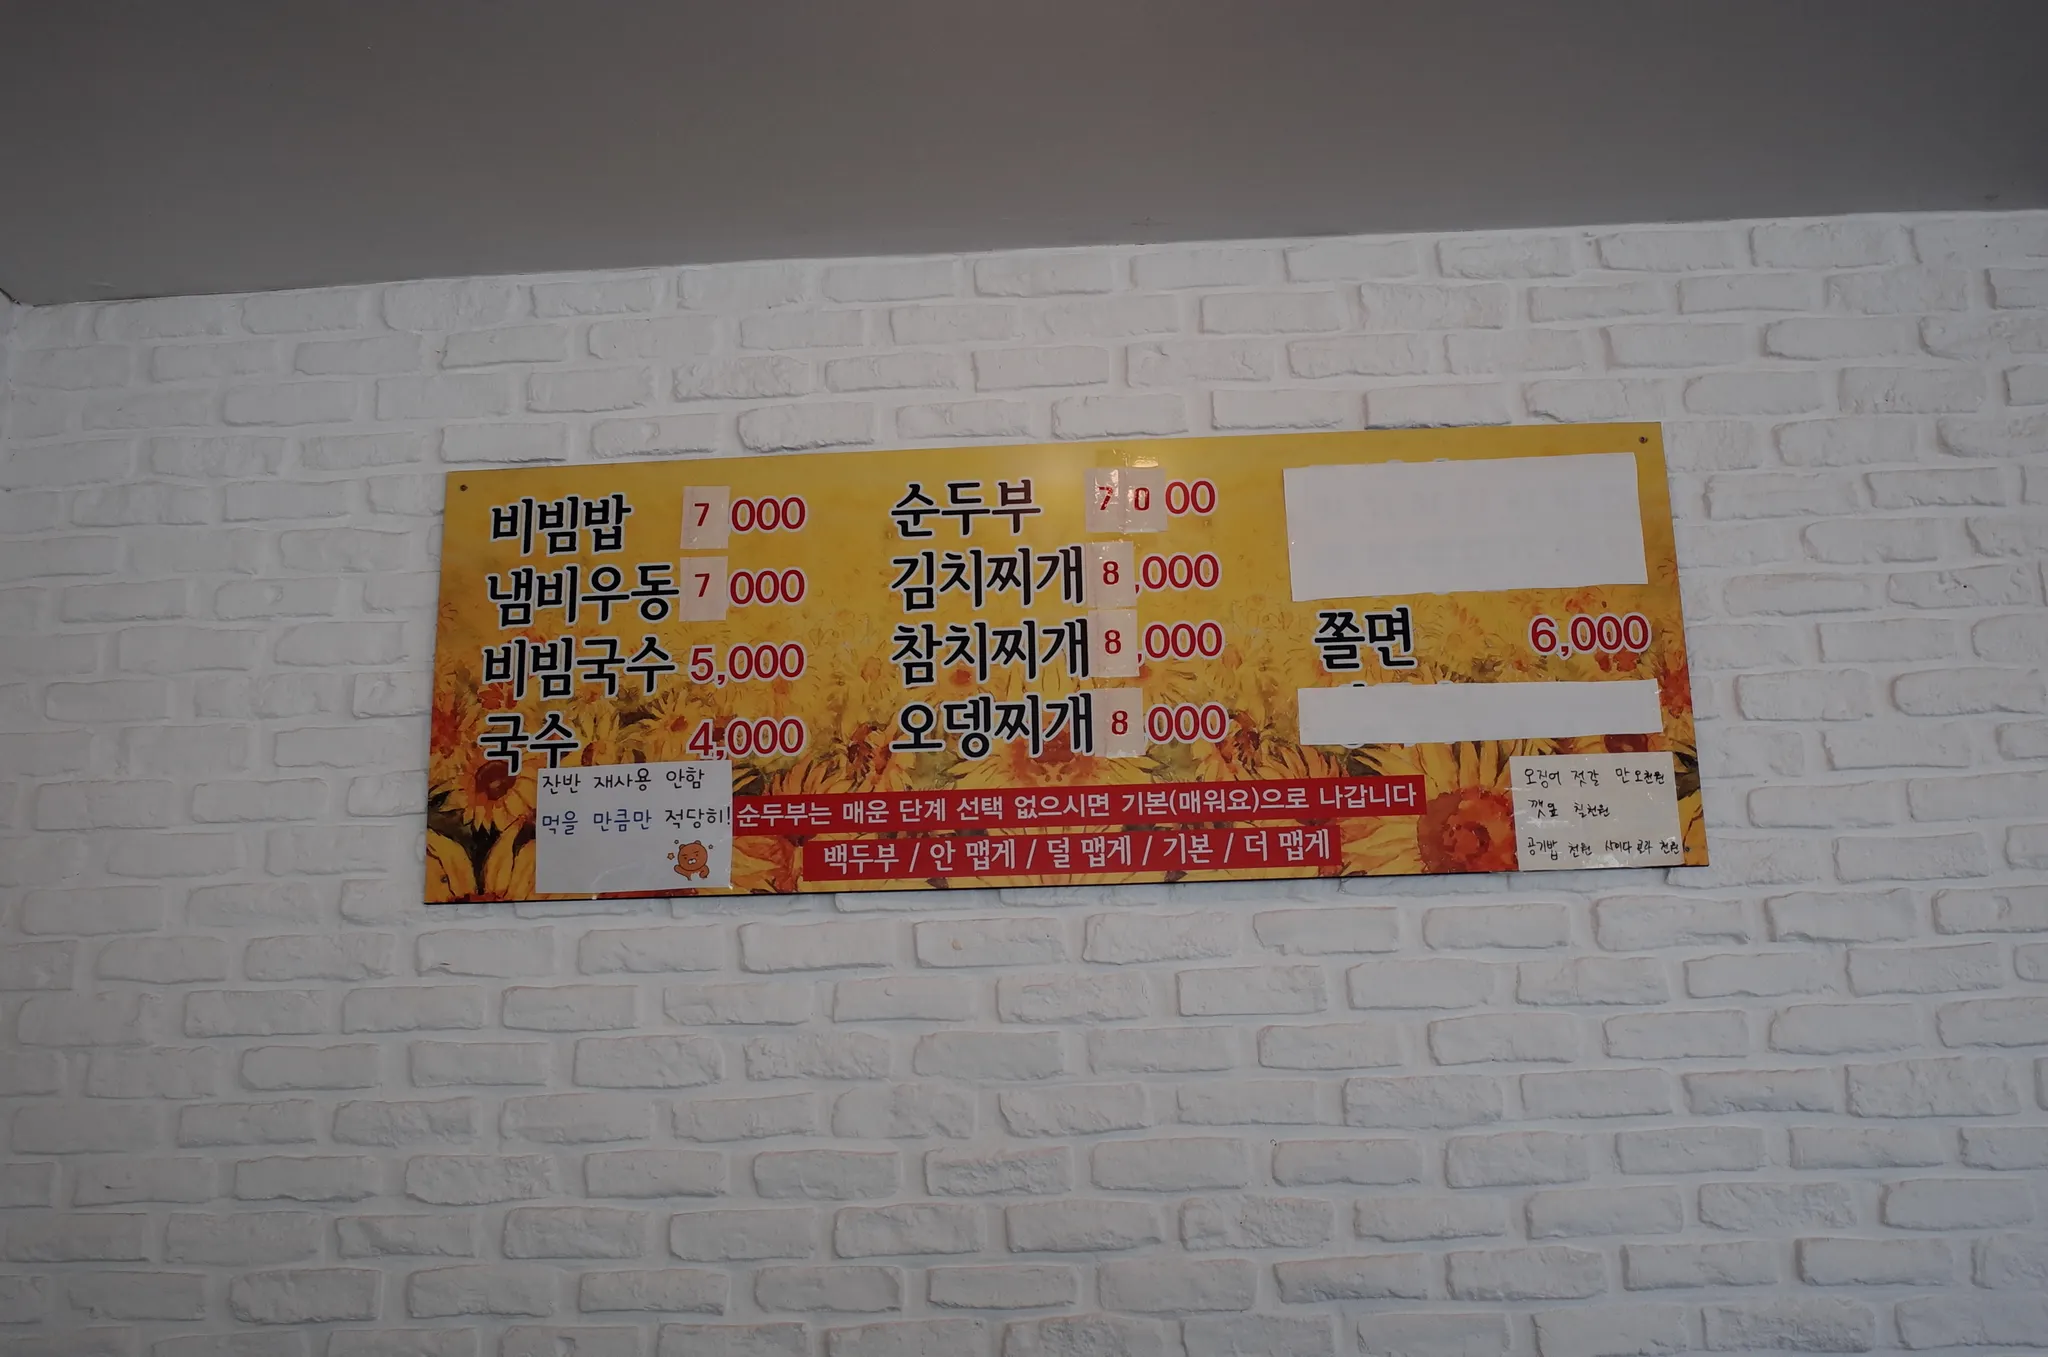 비빔밥 7,000
냄비우동 7,000
비빔국수 5,000
국수 4,000
순두부 7000
김치찌개 8,000
참치찌개 8,000
오뎅찌개 8,000
쫄면 6,000
잔반 재사용 안함
먹을 만큼만 적당히!
순두부는 매운 단계 선택 없으시면 기본(매워요)으로 나갑니다
백두부 / 안 맵게 / 덜 맵게 / 기본 / 더 맵게
오징어 젓갈 만오천원
깻잎 칠천원
공기밥 천원 사이다 콜라 천원